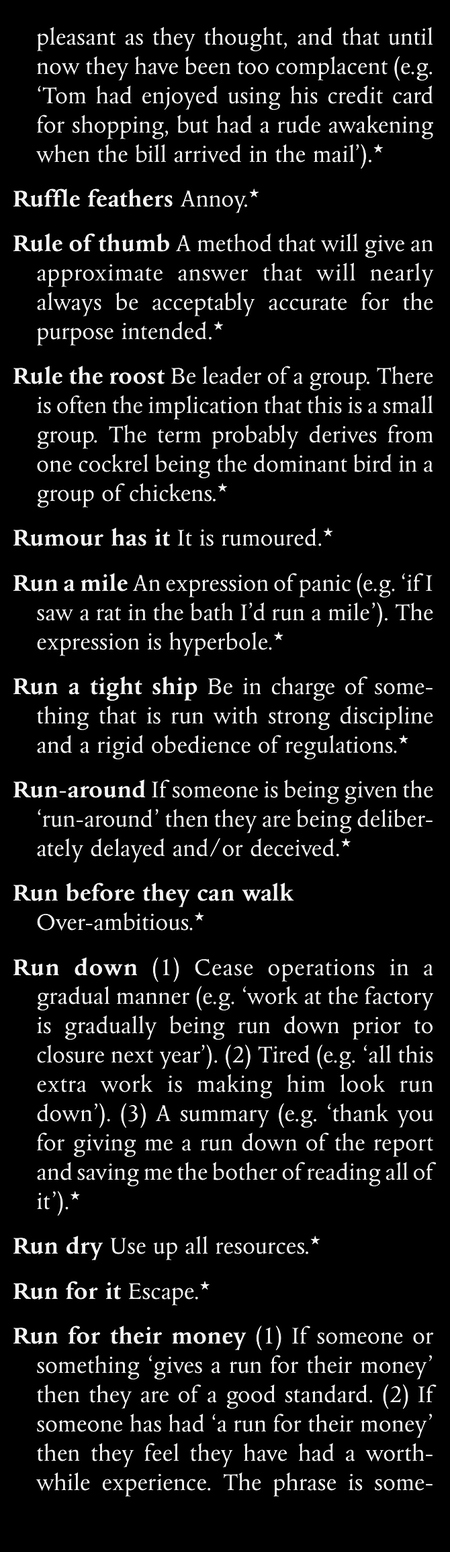 pleasant as they thought, and that until
now they have been too complacent (e.g.
‘Tom had enjoyed using his credit card
for shopping, but had a rude awakening
when the bill arrived in the mail’).★
Ruffle feathers Annoy.★
Rule of thumb A method that will give an
approximate answer that will nearly
always be acceptably accurate for the
purpose intended.★
Rule the roost Be leader of a group. There
is often the implication that this is a small
group. The term probably derives from
one cockrel being the dominant bird in a
group of chickens.★
Rumour has it It is rumoured.★
Run a mile An expression of panic (e.g. ‘if I
saw a rat in the bath I’d run a mile’). The
expression is hyperbole.★
Run a tight ship Be in charge of some-
thing that is run with strong discipline
and a rigid obedience of regulations.★
Run-around If someone is being given the
‘run-around’ then they are being deliber-
ately delayed and/or deceived.★
Run before they can walk
Over-ambitious.★
Run down (1) Cease operations in a
gradual manner (e.g. ‘work at the factory
is gradually being run down prior to
closure next year’). (2) Tired (e.g. ‘all this
extra work is making him look run
down’). (3) A summary (e.g. ‘thank you
for giving me a run down of the report
and saving me the bother of reading all of
it’).★
Run dry Use up all resources.★
Run for it Escape.★
Run for their money (1) If someone or
something ‘gives a run for their money’
then they are of a good standard. (2) If
someone has had ‘a run for their money’
then they feel they have had a worth-
while experience. The phrase is some-